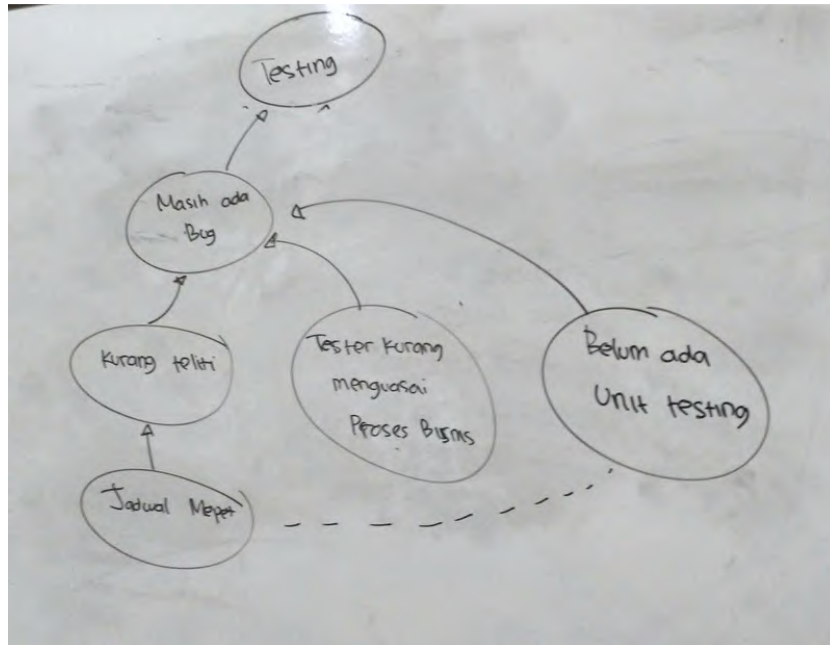 Testing
Masih ada
Bug
Kurang teliti
Tester kurang
menguasai
Proses Bisnis
Belum ada
Unit testing
Jadwal Mepet